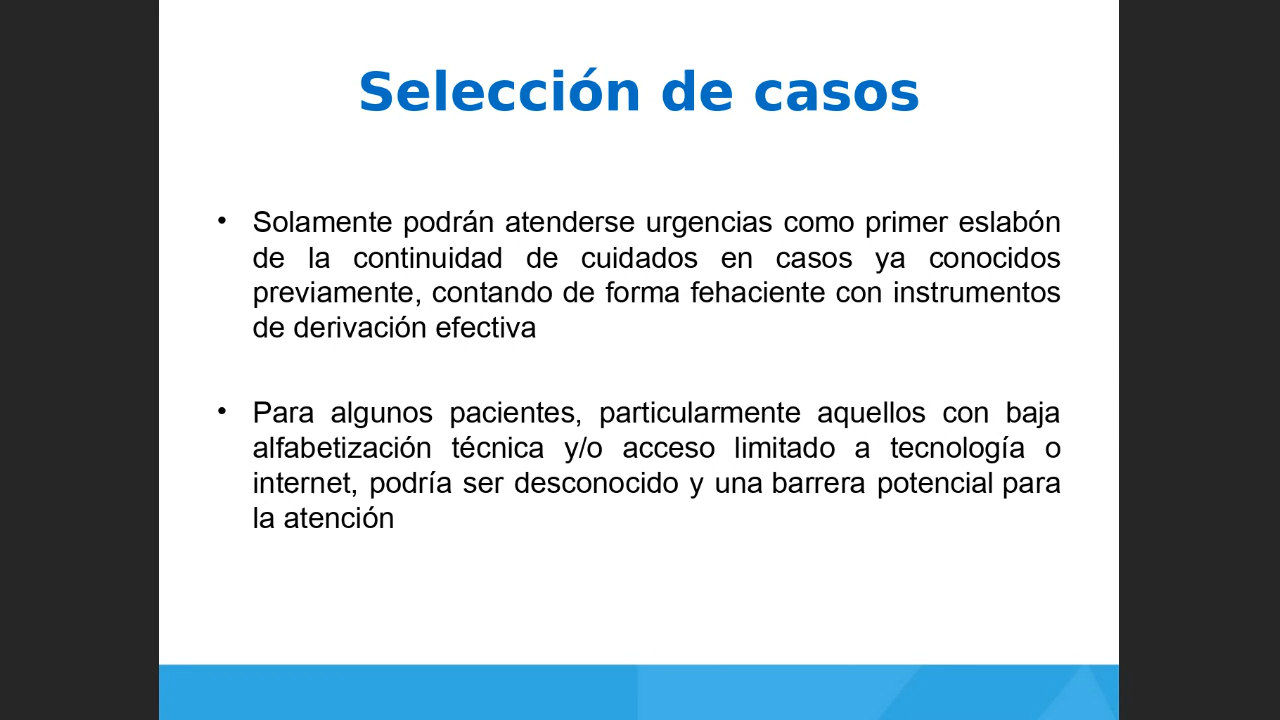 Selección de casos
• Solamente podrán atenderse urgencias como primer eslabón
de la continuidad de cuidados en casos ya conocidos
previamente, contando de forma fehaciente con instrumentos
de derivación efectiva
• Para algunos pacientes, particularmente aquellos con baja
alfabetización técnica y/o acceso limitado a tecnología o
internet, podría ser desconocido y una barrera potencial para
la atención